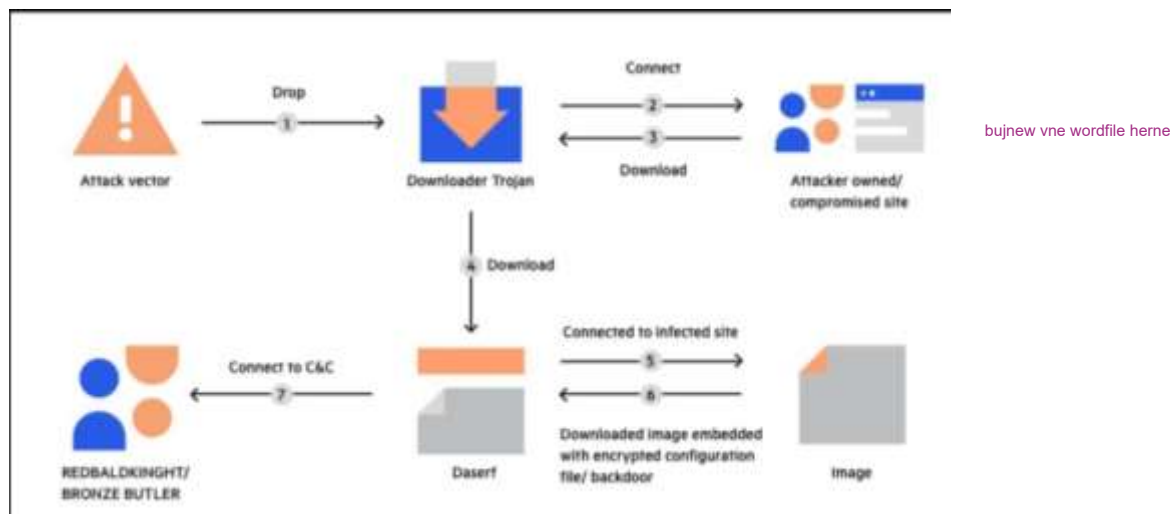 Drop
1
Connect
2
3
Download
Attack vector
Downloader Trojan
Attacker owned/
compromised site
bujnew vne wordfile herne
4 Download
Connected to infected site
5
6
Connect to C&C
7
Downloaded image embedded
with encrypted configuration
file/ backdoor
REDBALDKINGHT/
BRONZE BUTLER
Daserf
Image